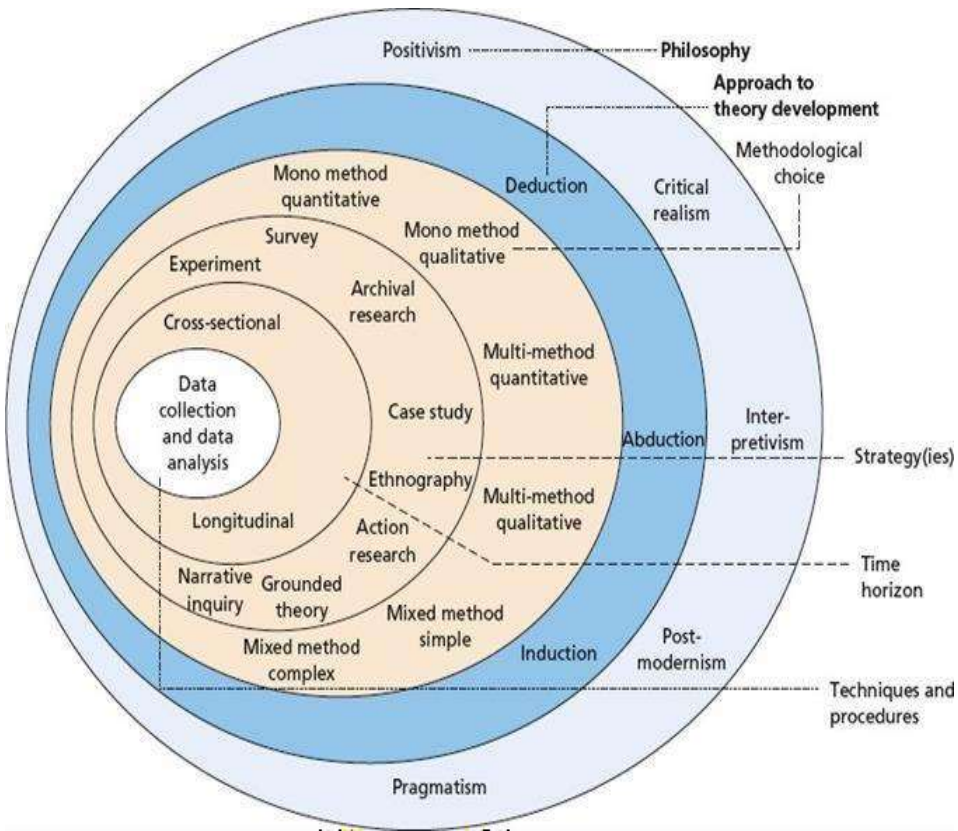 Positivism
Philosophy
Approach to
theory development
Methodological
choice
Mono method
quantitative
Deduction
Critical
realism
Mono method
qualitative
Survey
Experiment
Archival
research
Cross-sectional
Multi-method
quantitative
Data
collection
and data
analysis
Case study
Abduction
Inter-
pretivism
Strategy(ies)
Ethnography
Multi-method
qualitative
Longitudinal
Action
research
Time
horizon
Narrative
inquiry
Grounded
theory
Mixed method
simple
Mixed method
complex
Induction
Post-
modernism
Techniques and
procedures
Pragmatism